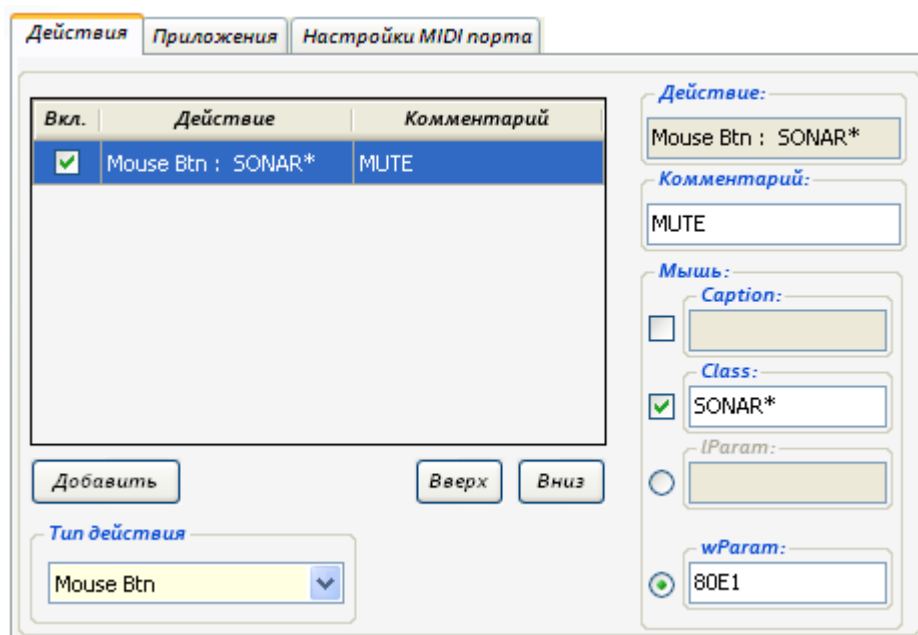 Действия Приложения Настройки MIDI порта
Вкл. Действие Комментарий
Mouse Btn : SONAR* MUTE
Добавить Вверх Вниз
Тип действия
Mouse Btn
Действие:
Mouse Btn : SONAR*
Комментарий:
MUTE
Мышь:
Caption:
Class:
SONAR*
lParam:
wParam:
80E1